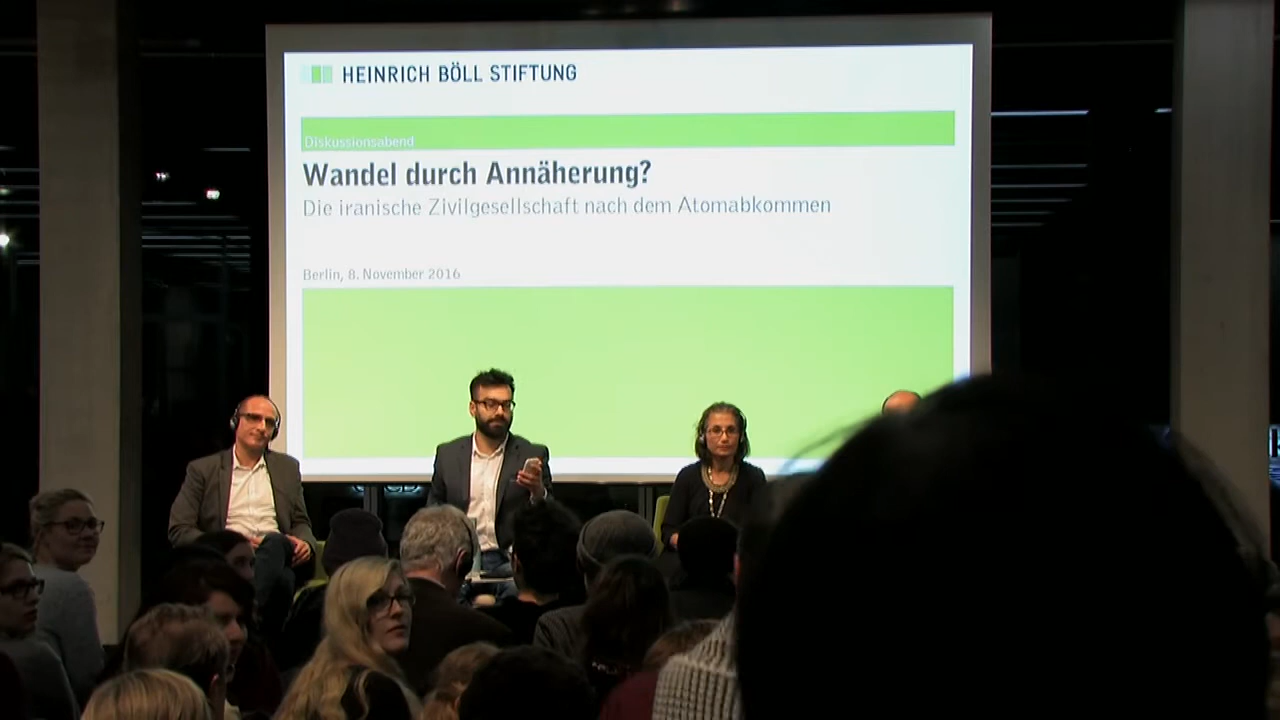 HEINRICH BÖLL STIFTUNG
Diskussionsabend
Wandel durch Annäherung?
Die iranische Zivilgesellschaft nach dem Atomabkommen
Berlin, 8. November 2016